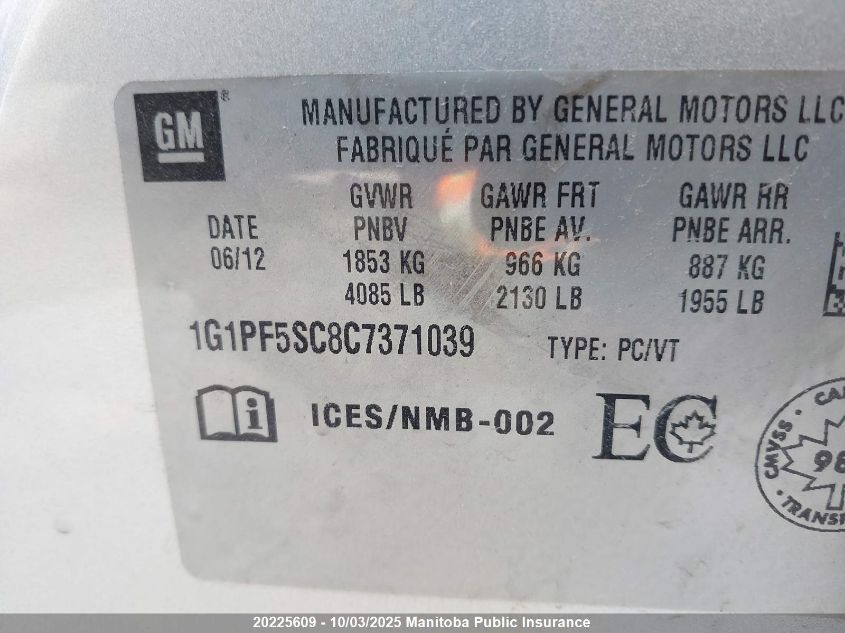 GM®
MANUFACTURED BY GENERAL MOTORS LLC
FABRIQUÉ PAR GENERAL MOTORS LLC
GVWR GAWR FRT GAWR RR
DATE PNBV PNBE AV. PNBE ARR.
06/12 1853 KG 966 KG 887 KG
4085 LB 2130 LB 1955 LB
1G1PF5SC8C7371039 TYPE: PC/VT
i ICES/NMB-002 EC
CMVSS
20225609 - 10/03/2025 Manitoba Public Insurance